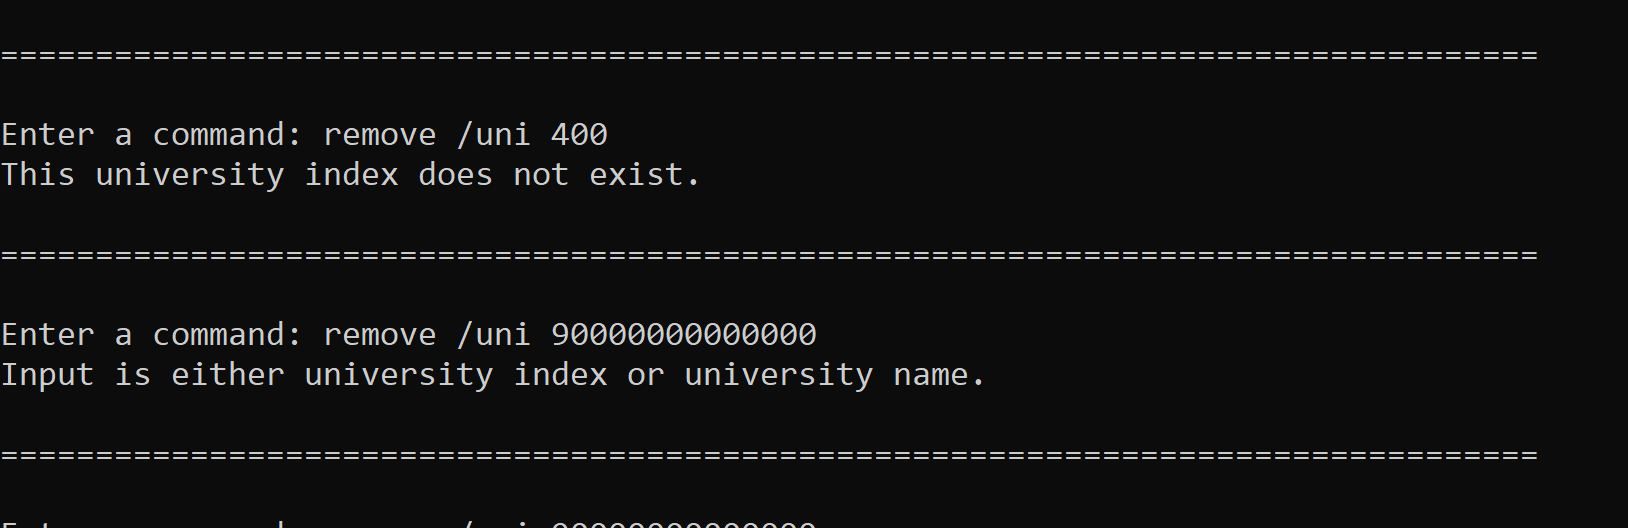 =================================================================================
Enter a command: remove /uni 400
This university index does not exist.
=================================================================================
Enter a command: remove /uni 90000000000000
Input is either university index or university name.
=================================================================================